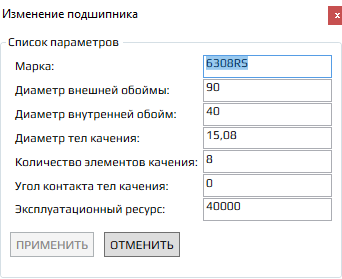 Изменение подшипника
x
Список параметров
Марка: 6308RS
Диаметр внешней обоймы: 90
Диаметр внутренней обойм: 40
Диаметр тел качения: 15,08
Количество элементов качения: 8
Угол контакта тел качения: 0
Эксплуатационный ресурс: 40000
ПРИМЕНИТЬ ОТМЕНИТЬ